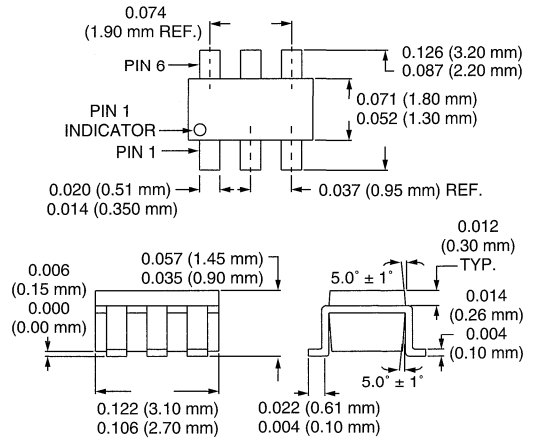 0.074
(1.90 mm REF.)
PIN 6
0.126 (3.20 mm)
0.087 (2.20 mm)
PIN 1
INDICATOR
0.071 (1.80 mm)
0.052 (1.30 mm)
PIN 1
0.020 (0.51 mm)
0.014 (0.350 mm)
0.037 (0.95 mm) REF.
0.012
(0.30 mm)
TYP.
0.057 (1.45 mm)
0.035 (0.90 mm)
5.0° ± 1°
0.006
(0.15 mm)
0.000
(0.00 mm)
0.014
(0.26 mm)
0.004
(0.10 mm)
5.0° ± 1°
0.122 (3.10 mm)
0.106 (2.70 mm)
0.022 (0.61 mm)
0.004 (0.10 mm)